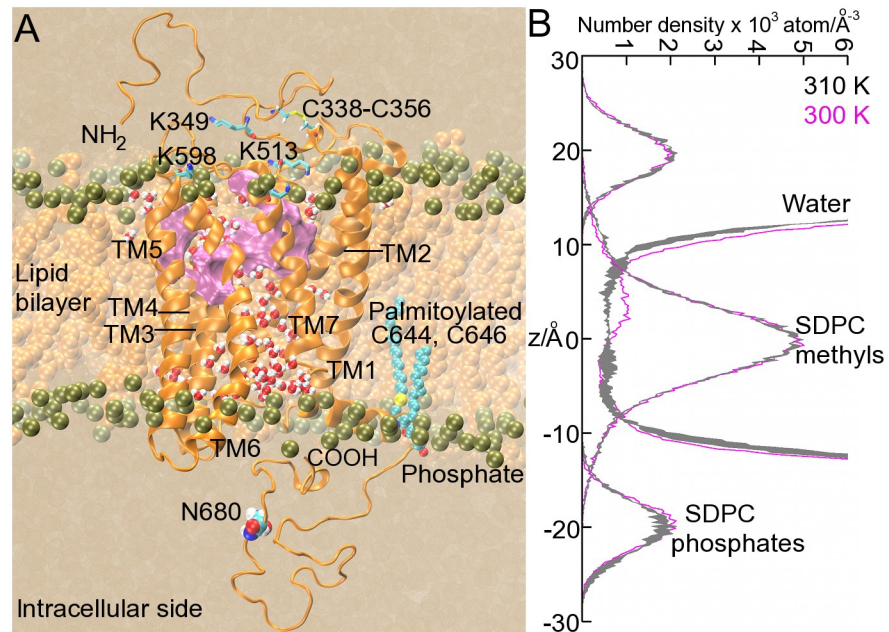 A
NH2
K349
C338-C356
K598
K513
TM5
TM2
Lipid
bilayer
TM4
TM3
TM7
Palmitoylated
C644, C646
TM1
TM6
COOH
Phosphate
N680
Intracellular side
B
Number density x 10³ atom/Å⁻³
1 2 3 4 5 6
30
310 K
300 K
20
Water
10
z/Å0
SDPC
methyls
-10
SDPC
phosphates
-20
-30